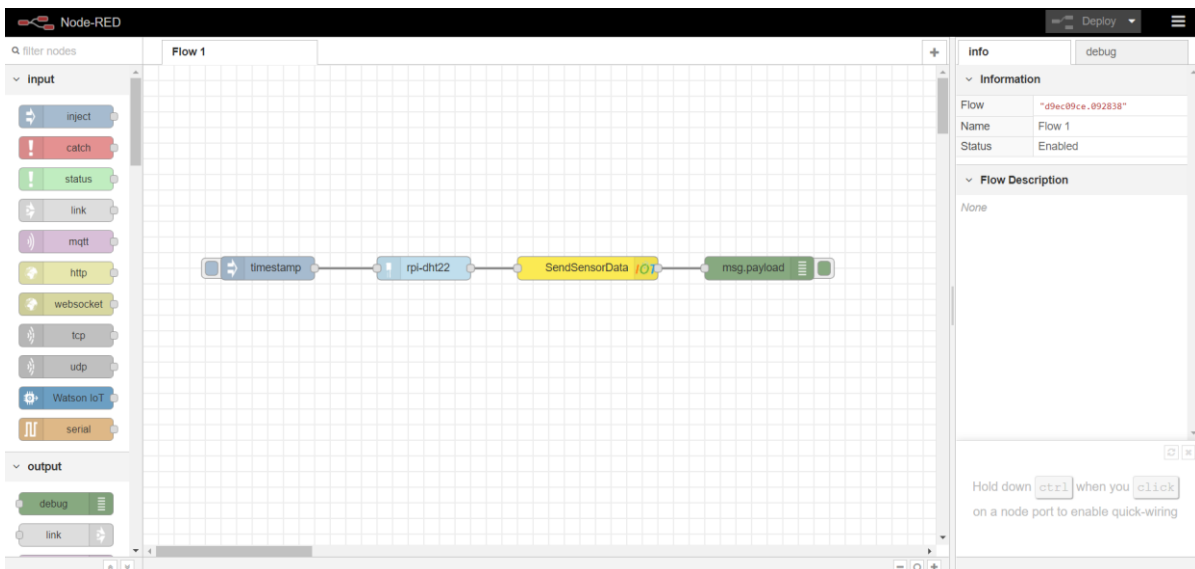 Node-RED
Deploy
filter nodes
Flow 1
info
debug
input
inject
catch
status
link
mqtt
http
websocket
tcp
udp
Watson IoT
serial
output
debug
link
timestamp
rpi-dht22
SendSensorData IOT
msg.payload
Information
Flow "d9ec09ce.092838"
Name Flow 1
Status Enabled
Flow Description
None
Hold down ctrl when you click
on a node port to enable quick-wiring